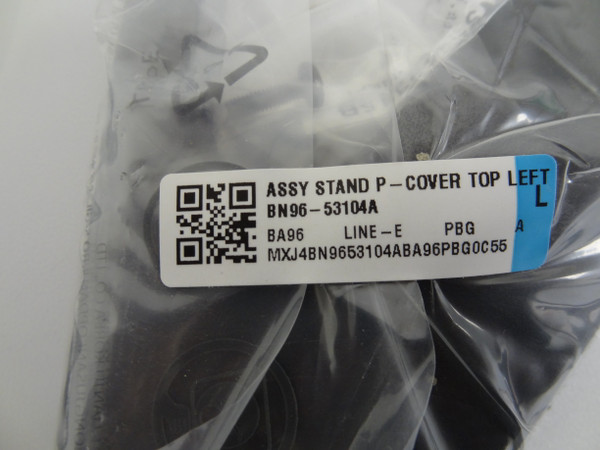 ASSY STAND P-COVER TOP LEFT
L
BN96-53104A
BA96 LINE-E PBG A
MXJ4BN9653104ABA96PBG0C55